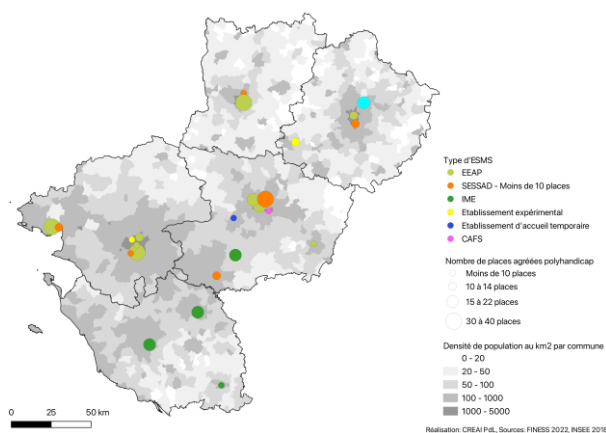 Type d'ESMS
EEAP
SESSAD - Moins de 10 places
IME
Etablissement expérimental
Etablissement d'accueil temporaire
CAFS
Nombre de places agréées polyhandicap
Moins de 10 places
10 à 14 places
15 à 22 places
30 à 40 places
Densité de population au km2 par commune
0 - 20
20 - 50
50 - 100
100 - 1000
1000 - 5000
0 25 50 km
Réalisation: CREAI PdL, Sources: FINESS 2022, INSEE 2018